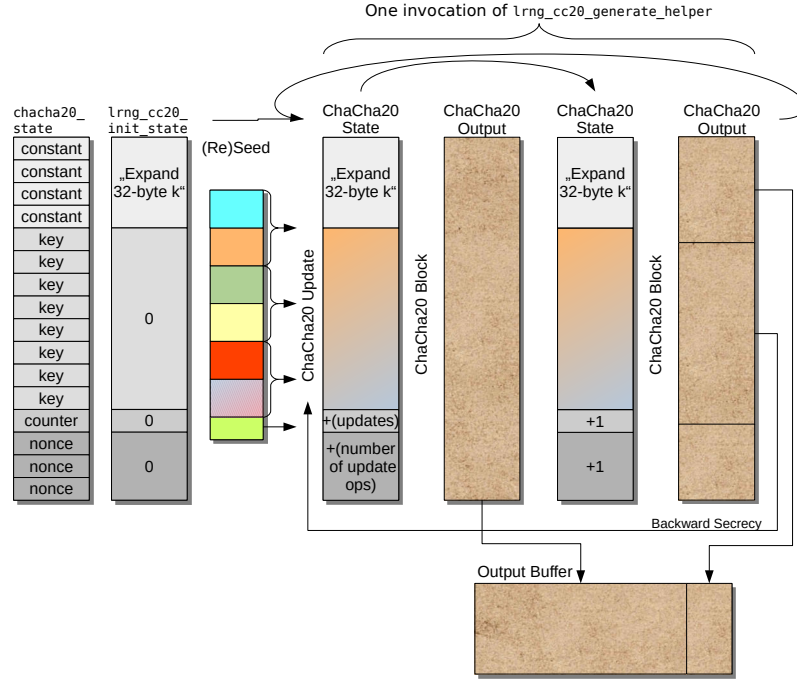 One invocation of lrng_cc20_generate_helper
chacha20_
state
lrng_cc20_
init_state
(Re)Seed
ChaCha20
State
ChaCha20
Output
ChaCha20
State
ChaCha20
Output
constant
constant
constant
constant
key
key
key
key
key
key
key
key
counter
nonce
nonce
nonce
„Expand
32-byte k“
0
0
0
ChaCha20 Update
„Expand
32-byte k“
+(updates)
+(number
of update
ops)
ChaCha20 Block
„Expand
32-byte k“
+1
+1
ChaCha20 Block
Backward Secrecy
Output Buffer